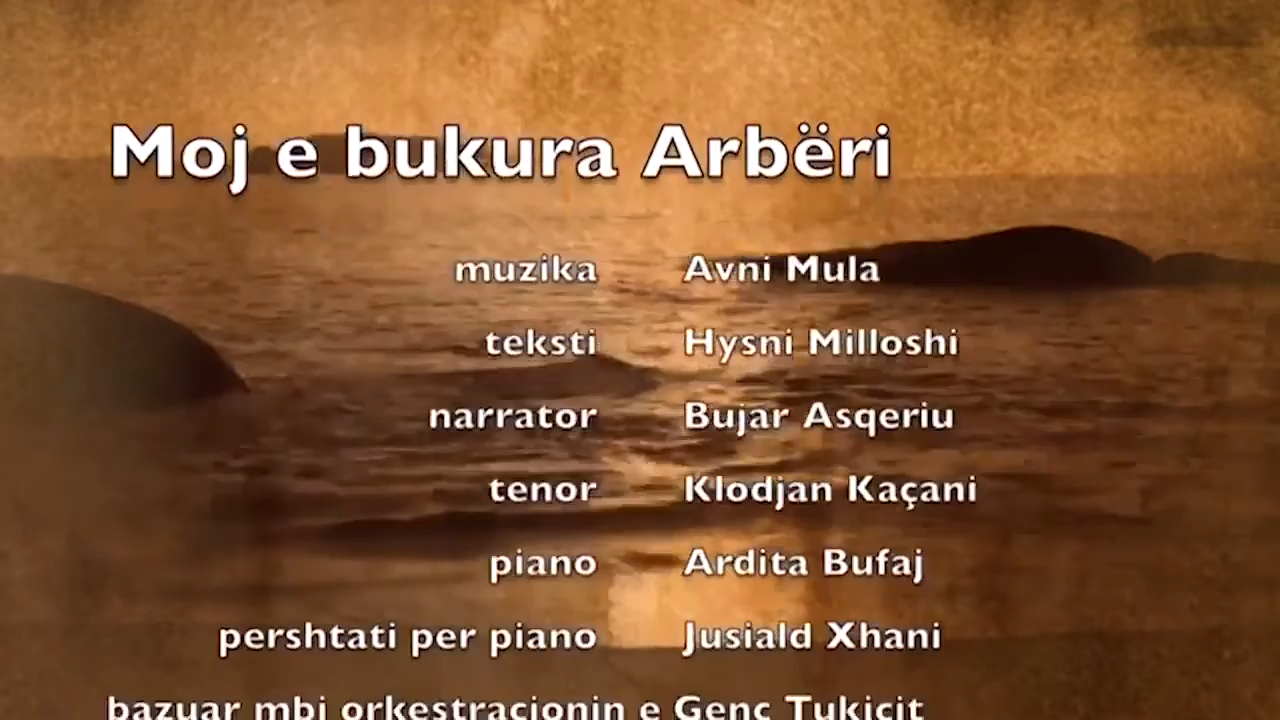 Moj e bukura Arbëri
muzika Avni Mula
teksti Hysni Milloshi
narrator Bujar Asqeriu
tenor Klodjan Kaçani
piano Ardita Bufaj
pershtati per piano Jusiald Xhani
bazuar mbi orkestracionin e Genc Tukicit